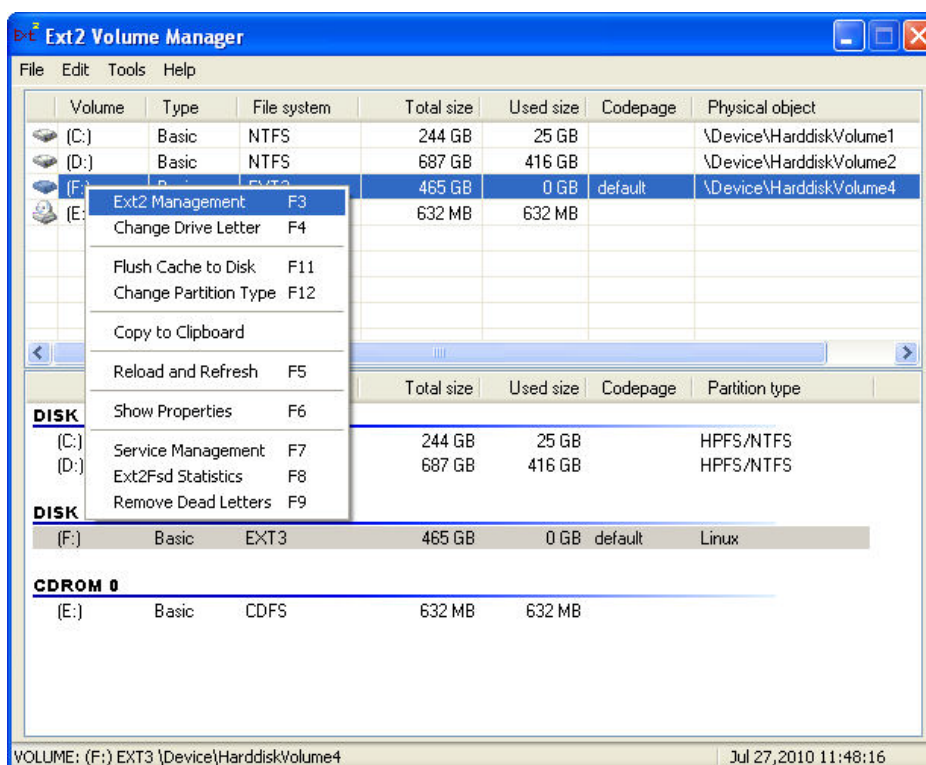 Ext2 Ext2 Volume Manager
File Edit Tools Help
Volume Type File system Total size Used size Codepage Physical object
(C:) Basic NTFS 244 GB 25 GB \Device\HarddiskVolume1
(D:) Basic NTFS 687 GB 416 GB \Device\HarddiskVolume2
(F:) 465 GB 0 GB default \Device\HarddiskVolume4
(E: 632 MB 632 MB
Ext2 Management F3
Change Drive Letter F4
Flush Cache to Disk F11
Change Partition Type F12
Copy to Clipboard
Reload and Refresh F5
Show Properties F6
Service Management F7
Ext2Fsd Statistics F8
Remove Dead Letters F9
Total size Used size Codepage Partition type
DISK
(C:) 244 GB 25 GB HPFS/NTFS
(D:) 687 GB 416 GB HPFS/NTFS
DISK
(F:) Basic EXT3 465 GB 0 GB default Linux
CDROM 0
(E:) Basic CDFS 632 MB 632 MB
VOLUME: (F:) EXT3 \Device\HarddiskVolume4 Jul 27,2010 11:48:16